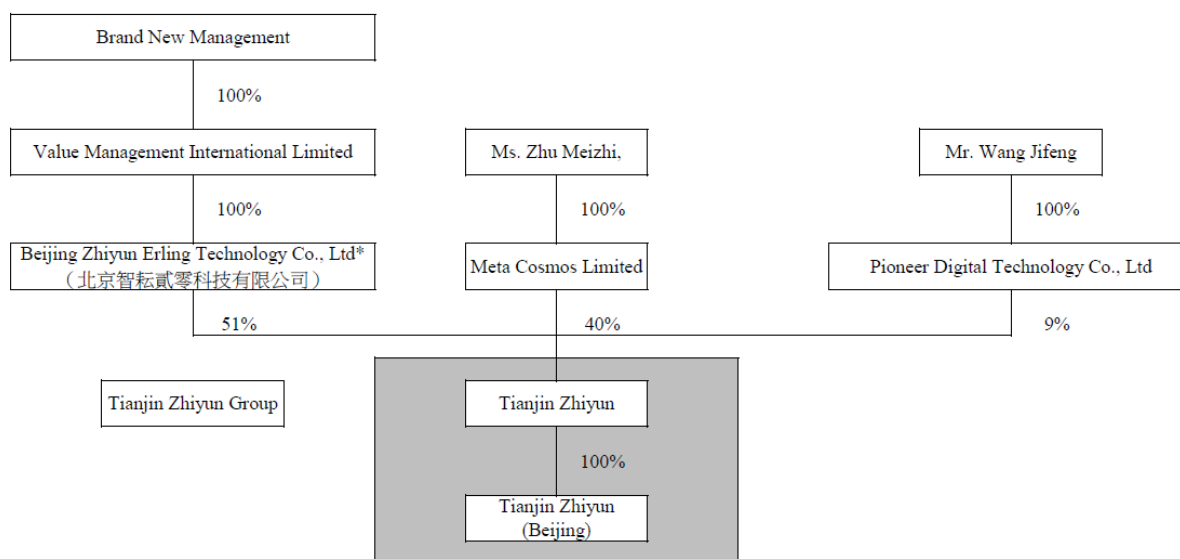 Brand New Management
100%
Value Management International Limited
Ms. Zhu Meizhi,
Mr. Wang Jifeng
100%
100%
100%
Beijing Zhiyun Erling Technology Co., Ltd*
（北京智耘貳零科技有限公司）
Meta Cosmos Limited
Pioneer Digital Technology Co., Ltd
51%
40%
9%
Tianjin Zhiyun Group
Tianjin Zhiyun
100%
Tianjin Zhiyun
(Beijing)